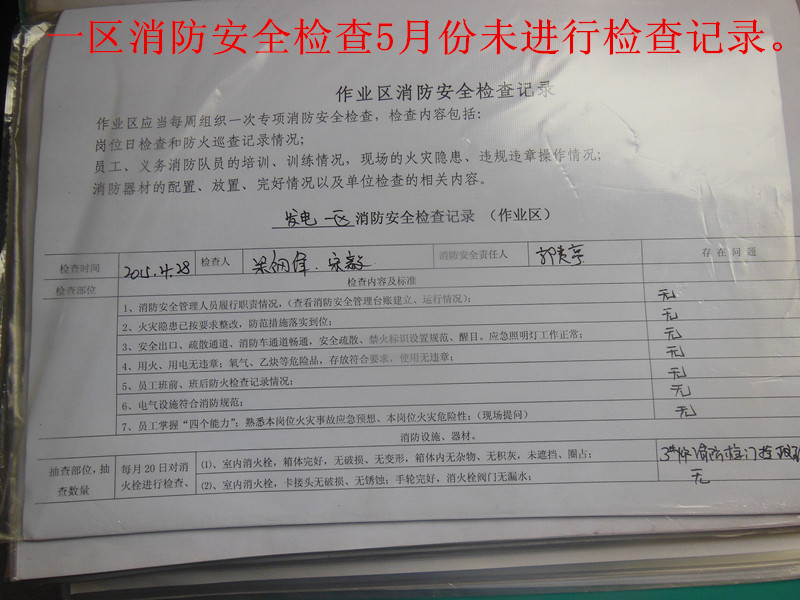 一区消防安全检查5月份未进行检查记录。
作业区消防安全检查记录
作业区应当每周组织一次专项消防安全检查，检查内容包括：
岗位日检查和防火巡查记录情况；
员工、义务消防队员的培训、训练情况，现场的火灾隐患、违规违章操作情况；
消防器材的配置、放置、完好情况以及单位检查的相关内容。
发电一区消防安全检查记录（作业区）
检查时间 2015.4.28 检查人 消防安全责任人 存在问题
检查部位 检查内容及标准
1、消防安全管理人员履行职责情况，（查看消防安全管理台账建立、运行情况）； 无
2、火灾隐患已按要求整改，防范措施落实到位； 无
3、安全出口、疏散通道、消防车通道畅通，安全疏散、禁火标识设置规范、醒目。应急照明灯工作正常； 无
4、用火、用电无违章；氧气、乙炔等危险品，存放符合要求，使用无违章； 无
5、员工班前、班后防火检查记录情况； 无
6、电气设施符合消防规范； 无
7、员工掌握“四个能力”；熟悉本岗位火灾事故应急预想、本岗位火灾危险性；（现场提问） 无
消防设施、器材。
抽查部位，抽查数量 每月20日对消火栓进行检查、 (1)、室内消火栓，箱体完好，无破损、无变形，箱体内无杂物、无积灰，未遮挡、圈占； 消防栓门
(2)、室内消火栓，卡接头无破损、无锈蚀；手轮完好，消火栓阀门无漏水； 无